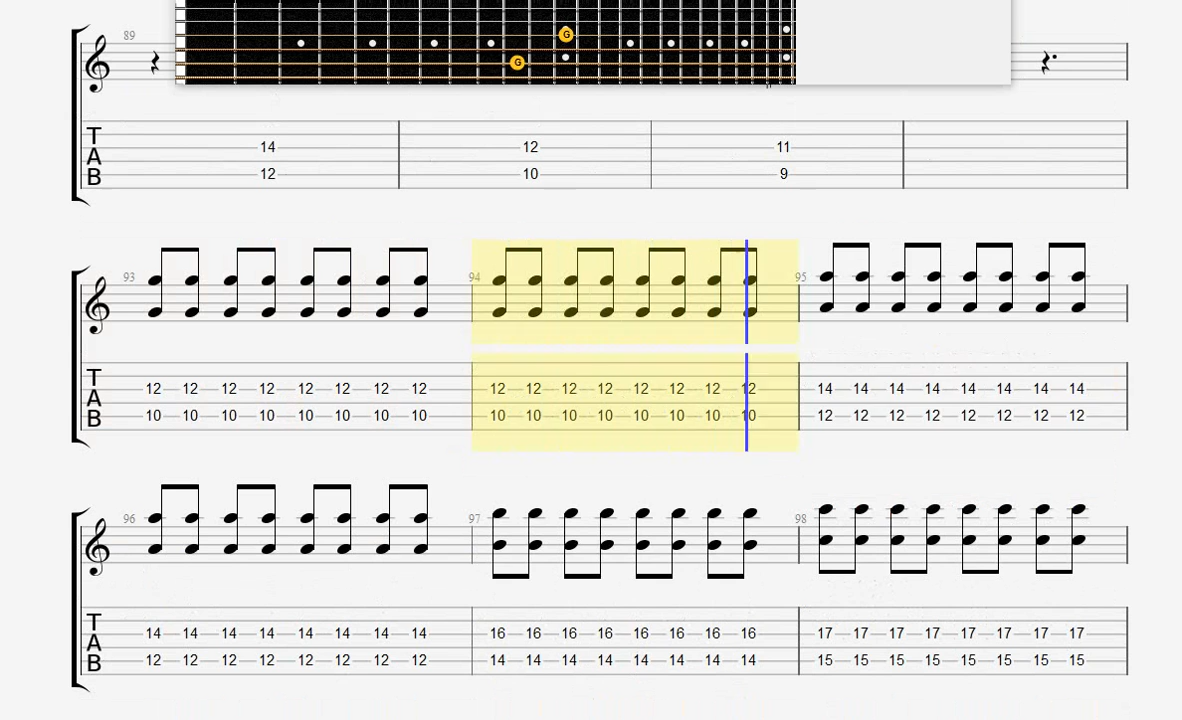 G
G
89
T
A
B
14 12 11
12 10 9
93 94 95
T
A
B
12 12 12 12 12 12 12 12 12 12 12 12 12 12 12 12 14 14 14 14 14 14 14 14
10 10 10 10 10 10 10 10 10 10 10 10 10 10 10 10 12 12 12 12 12 12 12 12
96 97 98
T
A
B
14 14 14 14 14 14 14 14 16 16 16 16 16 16 16 16 17 17 17 17 17 17 17 17
12 12 12 12 12 12 12 12 14 14 14 14 14 14 14 14 15 15 15 15 15 15 15 15